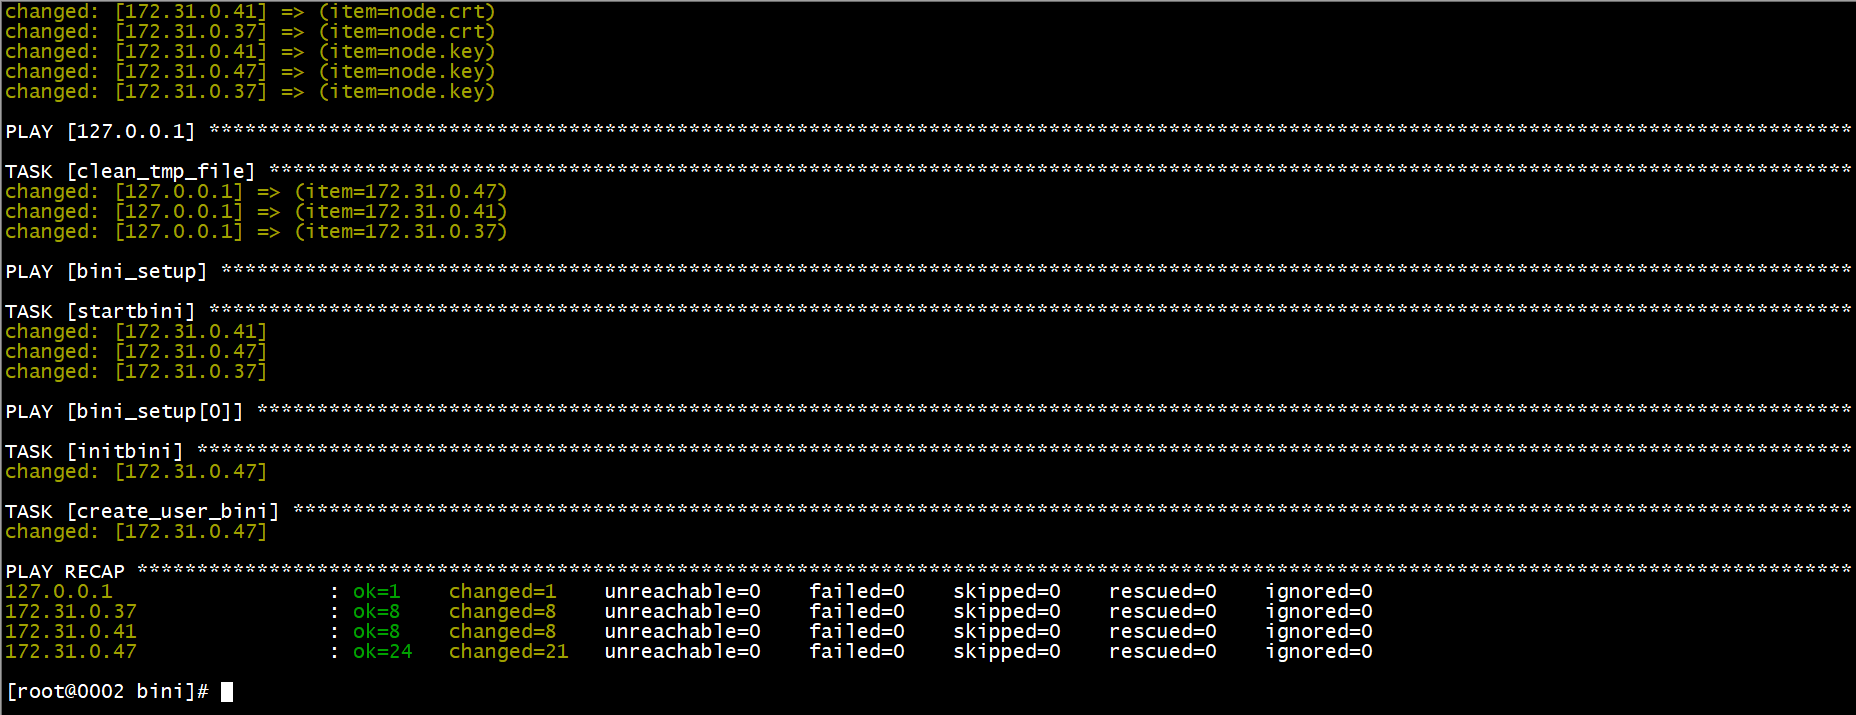 changed: [172.31.0.41] => (item=node.crt)
changed: [172.31.0.37] => (item=node.crt)
changed: [172.31.0.41] => (item=node.key)
changed: [172.31.0.47] => (item=node.key)
changed: [172.31.0.37] => (item=node.key)
PLAY [127.0.0.1] *****************************************************************************************************************************************
TASK [clean_tmp_file] ************************************************************************************************************************************
changed: [127.0.0.1] => (item=172.31.0.47)
changed: [127.0.0.1] => (item=172.31.0.41)
changed: [127.0.0.1] => (item=172.31.0.37)
PLAY [bini_setup] ****************************************************************************************************************************************
TASK [startbini] *****************************************************************************************************************************************
changed: [172.31.0.41]
changed: [172.31.0.47]
changed: [172.31.0.37]
PLAY [bini_setup[0]] *************************************************************************************************************************************
TASK [initbini] ******************************************************************************************************************************************
changed: [172.31.0.47]
TASK [create_user_bini] **********************************************************************************************************************************
changed: [172.31.0.47]
PLAY RECAP ***********************************************************************************************************************************************
127.0.0.1                  : ok=1    changed=1    unreachable=0    failed=0    skipped=0    rescued=0    ignored=0
172.31.0.37                : ok=8    changed=8    unreachable=0    failed=0    skipped=0    rescued=0    ignored=0
172.31.0.41                : ok=8    changed=8    unreachable=0    failed=0    skipped=0    rescued=0    ignored=0
172.31.0.47                : ok=24   changed=21   unreachable=0    failed=0    skipped=0    rescued=0    ignored=0
[root@0002 bini]#